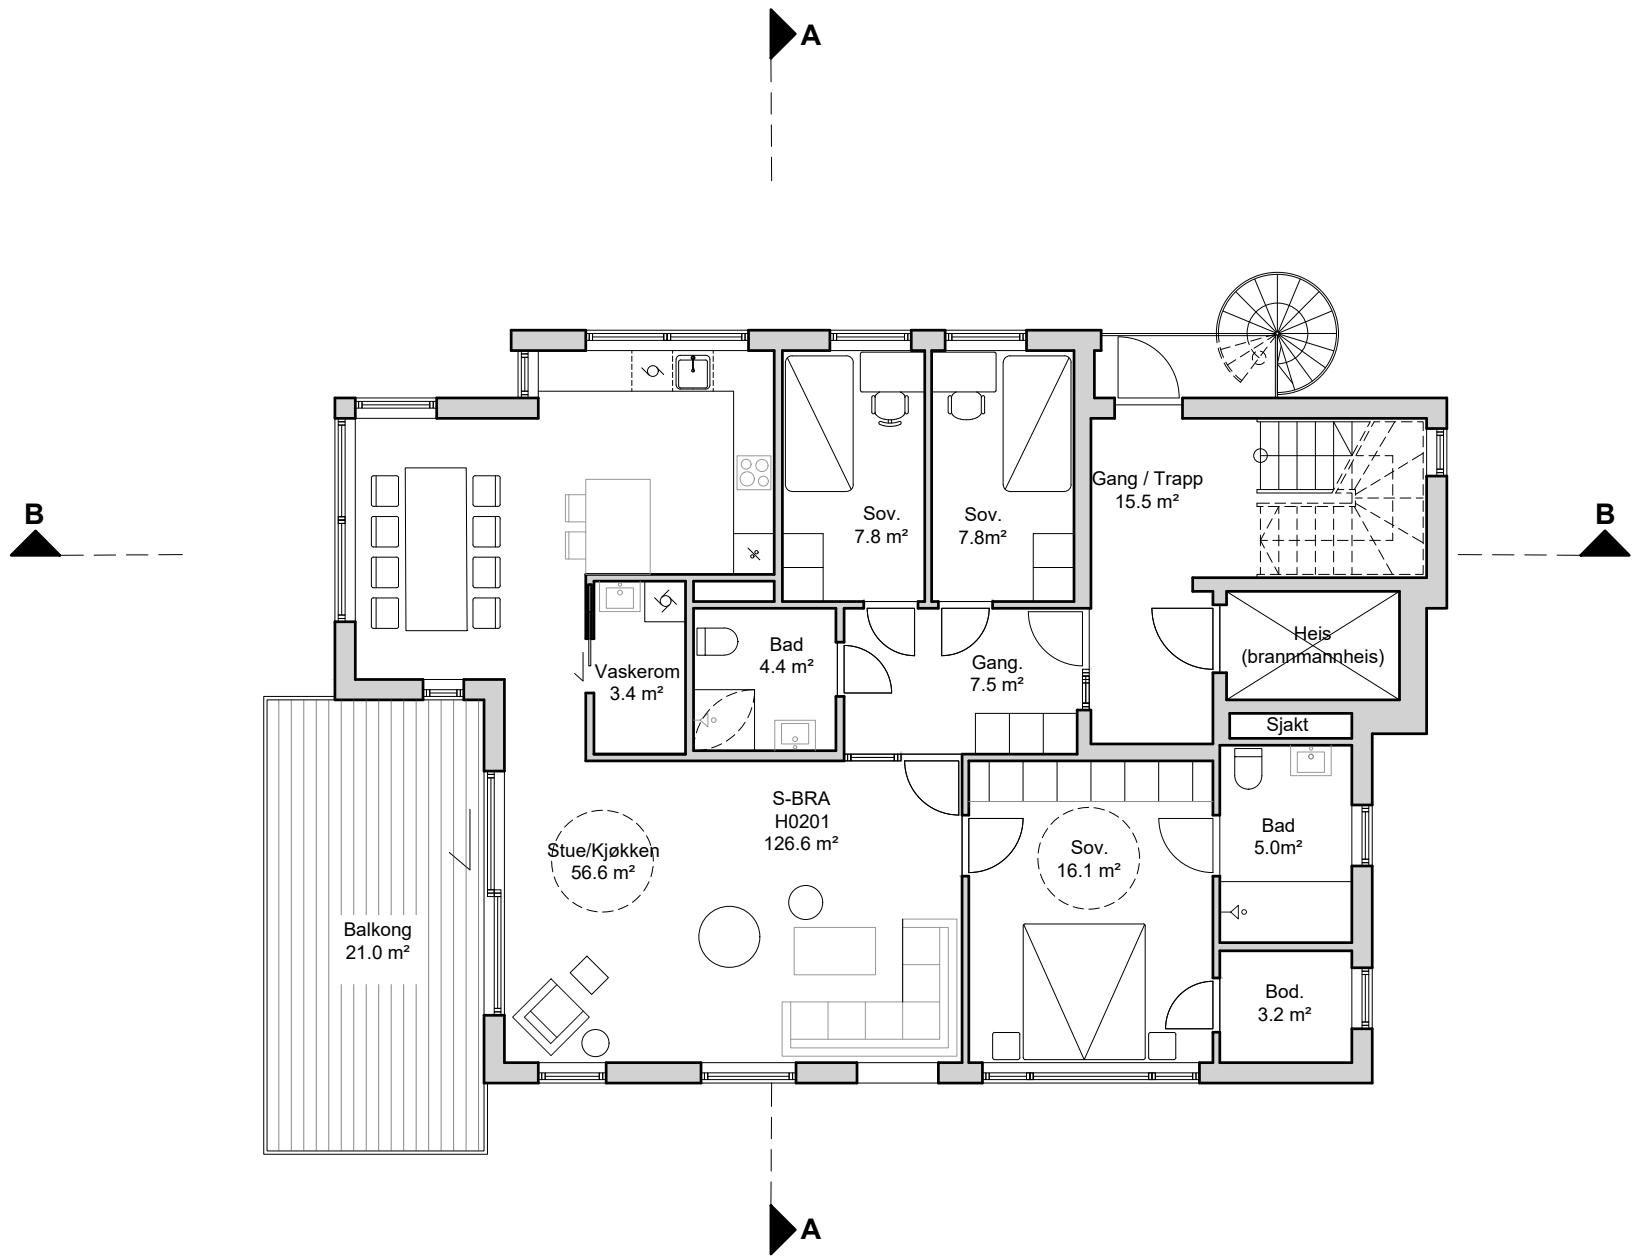 A
Gang / Trapp
15.5 m²
B
Sov.
7.8 m²
Sov.
7.8m²
B
Heis
(brannmannheis)
Bad
4.4 m²
Vaskerom
3.4 m²
Gang.
7.5 m²
Sjakt
S-BRA
H0201
126.6 m²
Stue/Kjøkken
56.6 m²
Sov.
16.1 m²
Bad
5.0m²
Balkong
21.0 m²
Bod.
3.2 m²
A